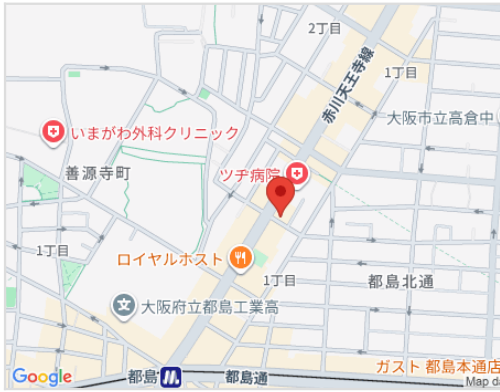 2丁目
赤川天王寺線
1丁目
大阪市立高倉中
いまがわ外科クリニック
ツヂ病院
善源寺町
1丁目
ロイヤルホスト
1丁目
都島北通
大阪府立都島工業高
ガスト 都島本通店
Google
都島
都島通
Map d